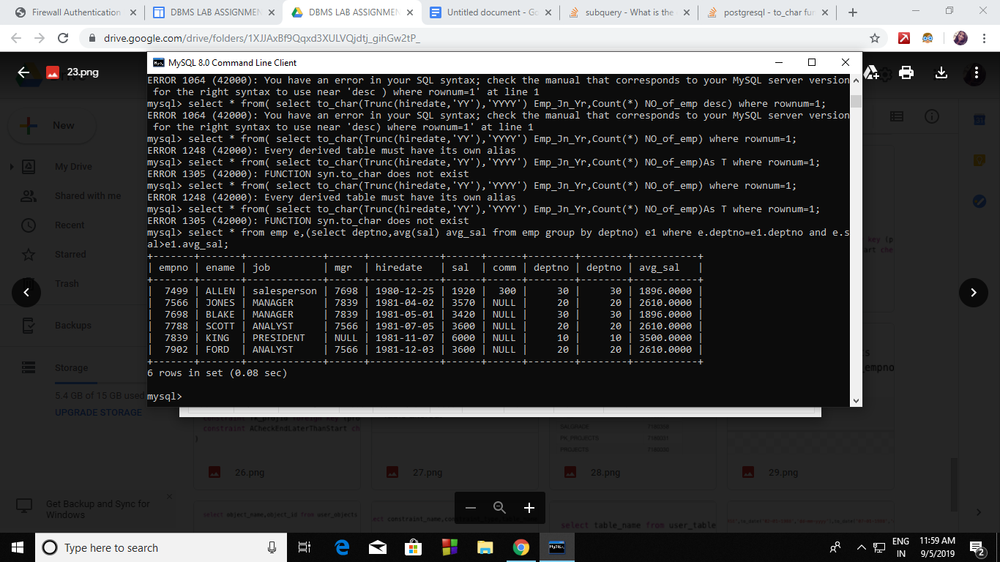 Firewall Authentication
DBMS LAB ASSIGNMEN
DBMS LAB ASSIGNMEN
Untitled document - Go
subquery - What is the
postgresql - to_char fun
drive.google.com/drive/folders/1XJJAxBf9Qqxd3XULVQjdtj_gihGw2tP_
23.png
MySQL 8.0 Command Line Client
ERROR 1064 (42000): You have an error in your SQL syntax; check the manual that corresponds to your MySQL server version
for the right syntax to use near 'desc ) where rownum=1' at line 1
mysql> select * from( select to_char(Trunc(hiredate,'YY'),'YYYY') Emp_Jn_Yr,Count(*) NO_of_emp desc) where rownum=1;
ERROR 1064 (42000): You have an error in your SQL syntax; check the manual that corresponds to your MySQL server version
for the right syntax to use near 'desc) where rownum=1' at line 1
mysql> select * from( select to_char(Trunc(hiredate,'YY'),'YYYY') Emp_Jn_Yr,Count(*) NO_of_emp) where rownum=1;
ERROR 1248 (42000): Every derived table must have its own alias
mysql> select * from( select to_char(Trunc(hiredate,'YY'),'YYYY') Emp_Jn_Yr,Count(*) NO_of_emp)As T where rownum=1;
ERROR 1305 (42000): FUNCTION syn.to_char does not exist
mysql> select * from( select to_char(Trunc(hiredate,'YY'),'YYYY') Emp_Jn_Yr,Count(*) NO_of_emp) where rownum=1;
ERROR 1248 (42000): Every derived table must have its own alias
mysql> select * from( select to_char(Trunc(hiredate,'YY'),'YYYY') Emp_Jn_Yr,Count(*) NO_of_emp)As T where rownum=1;
ERROR 1305 (42000): FUNCTION syn.to_char does not exist
mysql> select * from emp e,(select deptno,avg(sal) avg_sal from emp group by deptno) e1 where e.deptno=e1.deptno and e.s
al>e1.avg_sal;
+-------+-------+-------------+------+------------+------+------+--------+--------+-----------+
| empno | ename | job | mgr | hiredate | sal | comm | deptno | deptno | avg_sal |
+-------+-------+-------------+------+------------+------+------+--------+--------+-----------+
| 7499 | ALLEN | salesperson | 7698 | 1980-12-25 | 1920 | 300 | 30 | 30 | 1896.0000 |
| 7566 | JONES | MANAGER | 7839 | 1981-04-02 | 3570 | NULL | 20 | 20 | 2610.0000 |
| 7698 | BLAKE | MANAGER | 7839 | 1981-05-01 | 3420 | NULL | 30 | 30 | 1896.0000 |
| 7788 | SCOTT | ANALYST | 7566 | 1981-07-05 | 3600 | NULL | 20 | 20 | 2610.0000 |
| 7839 | KING | PRESIDENT | NULL | 1981-11-07 | 6000 | NULL | 10 | 10 | 3500.0000 |
| 7902 | FORD | ANALYST | 7566 | 1981-12-03 | 3600 | NULL | 20 | 20 | 2610.0000 |
+-------+-------+-------------+------+------------+------+------+--------+--------+-----------+
6 rows in set (0.08 sec)
mysql>
New
My Drive
Shared with me
Recent
Starred
Trash
Backups
Storage
5.4 GB of 15 GB used
UPGRADE STORAGE
Get Backup and Sync for
Windows
constraint ACheckEndLaterThanStart ch
SALGRADE
PK_PROJECTS
PROJECTS
26.png
27.png
28.png
29.png
select object_name,object_id from user_objects
select table_name from user_table
Type here to search
ENG
IN
11:59 AM
9/5/2019
2